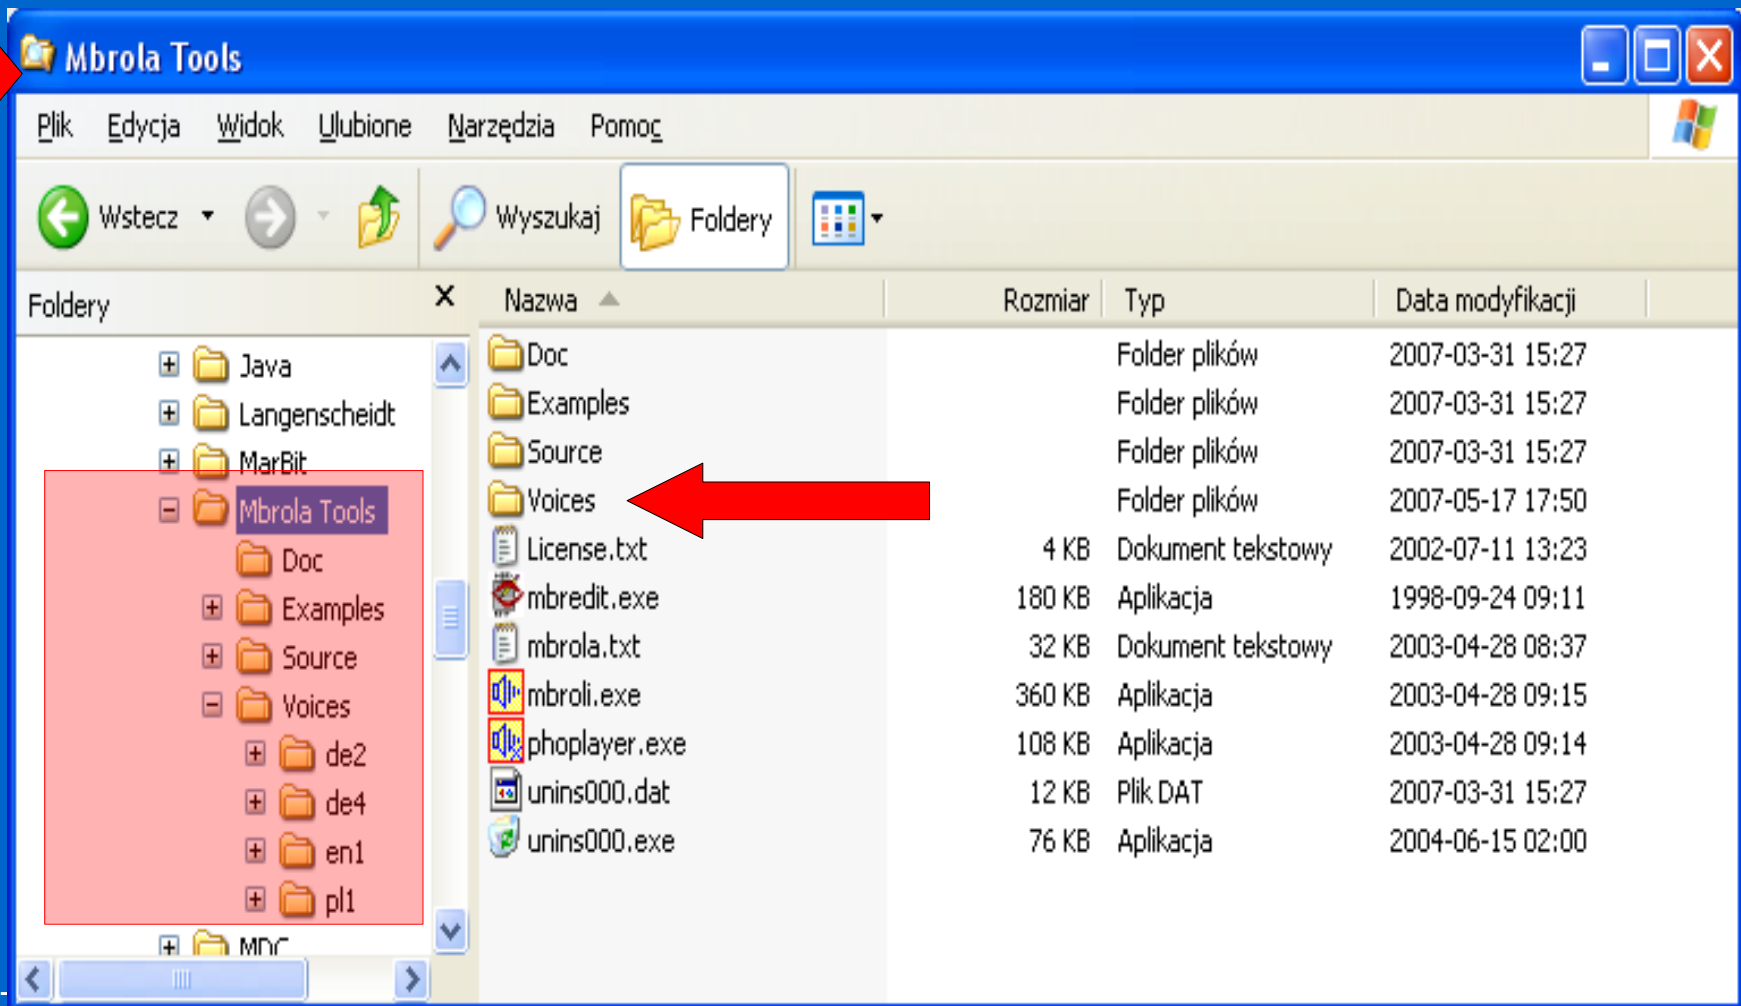 Mbrola Tools
Plik Edycja Widok Ulubione Narzędzia Pomoc
Wstecz Wyszukaj Foldery
Foldery X Nazwa Rozmiar Typ Data modyfikacji
Java
Langenscheidt
MarBit
Mbrola Tools
Doc
Examples
Source
Voices
de2
de4
en1
pl1
MDC
Doc Folder plików 2007-03-31 15:27
Examples Folder plików 2007-03-31 15:27
Source Folder plików 2007-03-31 15:27
Voices Folder plików 2007-05-17 17:50
License.txt 4 KB Dokument tekstowy 2002-07-11 13:23
mbredit.exe 180 KB Aplikacja 1998-09-24 09:11
mbrola.txt 32 KB Dokument tekstowy 2003-04-28 08:37
mbroli.exe 360 KB Aplikacja 2003-04-28 09:15
phoplayer.exe 108 KB Aplikacja 2003-04-28 09:14
unins000.dat 12 KB Plik DAT 2007-03-31 15:27
unins000.exe 76 KB Aplikacja 2004-06-15 02:00